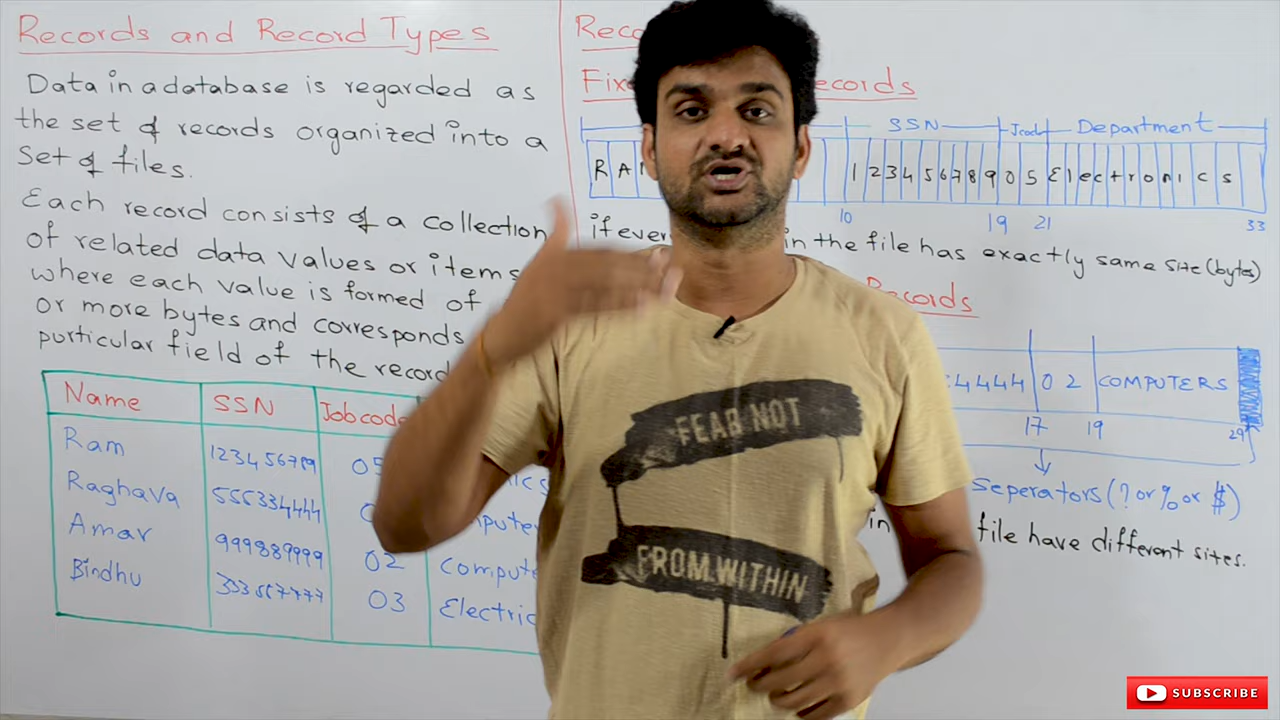 Records and Record Types
Data in a database is regarded as
the set of records organized into a
Set of files.
Each record consists of a collection
of related data values or items
where each value is formed of
or more bytes and corresponds
particular field of the record
Name SSN Jobcode
Ram 123456789 05
Raghava 555334444
Amar 999889999 02 Compute
Bindhu 333567777 03 Electric
Fixe ecords
SSN Jcod Department
R A 1 2 3 4 5 6 7 8 9 0 5 Electronics
10 19 21 33
if ever in the file has exactly same size(bytes)
Records
4444 02 COMPUTERS
17 19 29
Seperators (? or % or $)
in file have different sizes.
FEAR NOT
FROM WITHIN
SUBSCRIBE